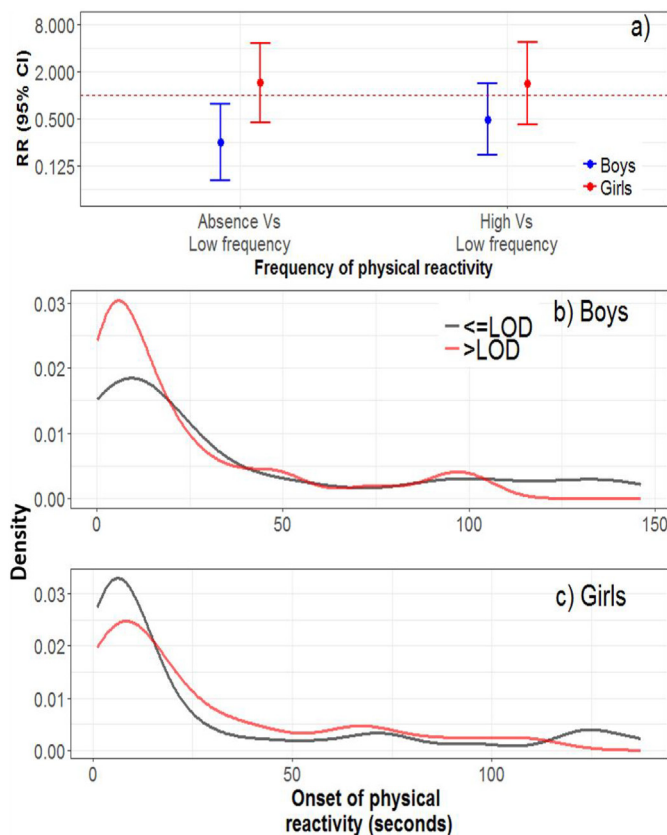 a)
8.000
2.000
0.500
0.125
RR (95% CI)
Boys
Girls
Absence Vs
Low frequency
High Vs
Low frequency
Frequency of physical reactivity
b) Boys
<=LOD
>LOD
0.03
0.02
0.01
0.00
0
50
100
150
Density
c) Girls
0.03
0.02
0.01
0.00
0
50
100
Onset of physical
reactivity (seconds)